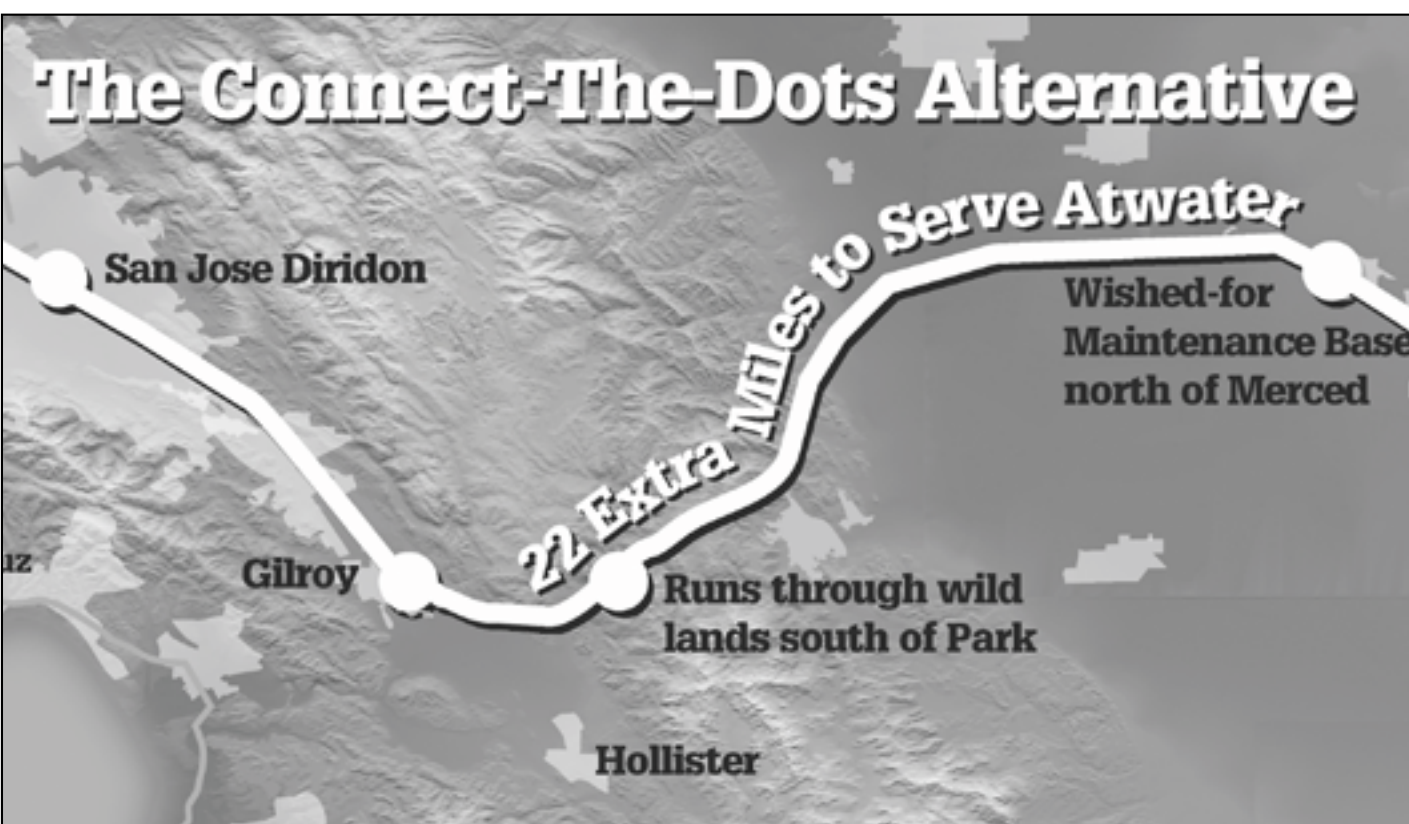 The Connect-The-Dots Alternative
22 Extra Miles to Serve Atwater
San Jose Diridon
Wished-for
Maintenance Base
north of Merced
uz
Gilroy
Runs through wild
lands south of Park
Hollister